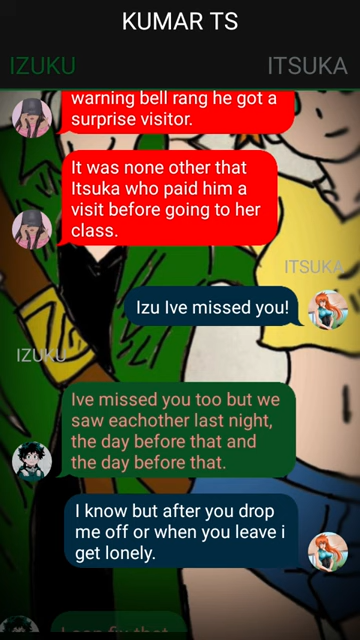 KUMAR TS
IZUKU
ITSUKA
warning bell rang he got a
surprise visitor.
It was none other that
Itsuka who paid him a
visit before going to her
class.
ITSUKA
Izu Ive missed you!
IZUKU
Ive missed you too but we
saw eachother last night,
the day before that and
the day before that.
I know but after you drop
me off or when you leave i
get lonely.
I can fix that